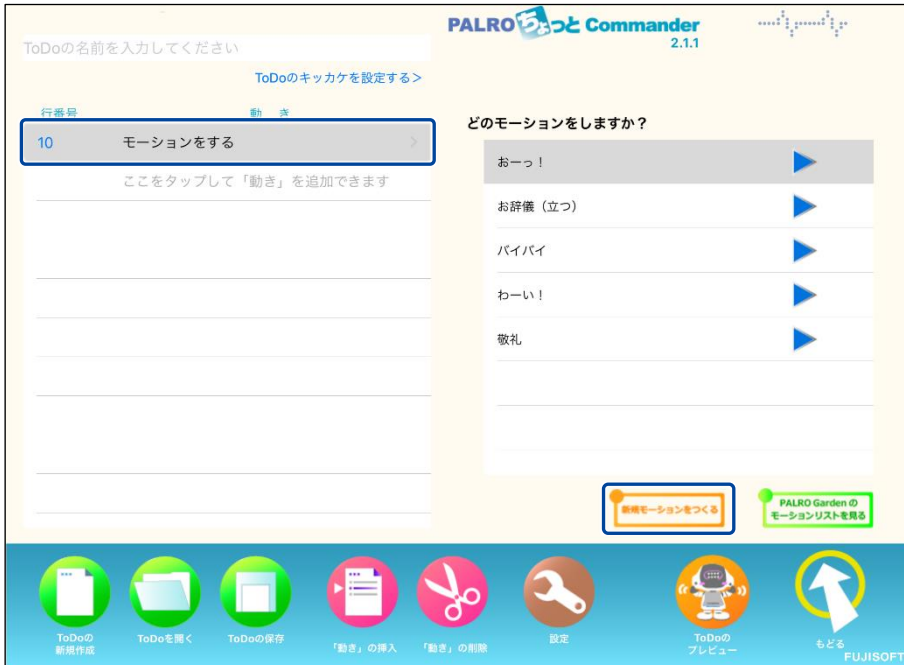 PALRO ちょっと Commander
2.1.1
ToDoの名前を入力してください
ToDoのキッカケを設定する>
行番号 動 き
10 モーションをする
ここをタップして「動き」を追加できます
どのモーションをしますか？
おーっ！
お辞儀（立つ）
バイバイ
わーい！
敬礼
新規モーションをつくる
PALRO Garden の
モーションリストを見る
ToDoの
新規作成
ToDoを開く
ToDoの保存
「動き」の挿入
「動き」の削除
設定
ToDoの
プレビュー
もどる
FUJISOFT